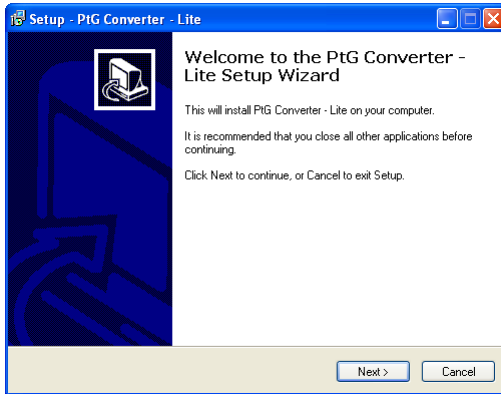 Setup - PtG Converter - Lite
Welcome to the PtG Converter -
Lite Setup Wizard
This will install PtG Converter - Lite on your computer.
It is recommended that you close all other applications before
continuing.
Click Next to continue, or Cancel to exit Setup.
Next >
Cancel